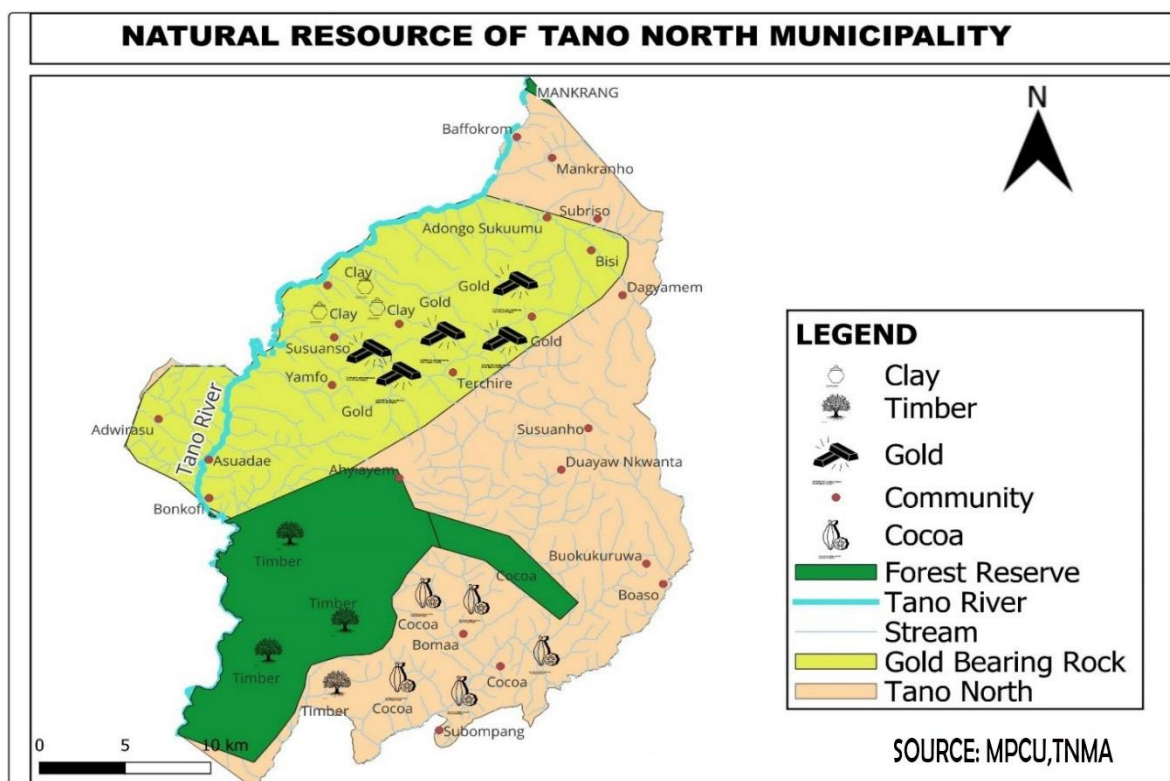 NATURAL RESOURCE OF TANO NORTH MUNICIPALITY
MANKRANG
N
Baffokrom
Mankranho
Subriso
Adongo Sukuumu
Bisi
Clay
Gold
Dagyamem
Clay
Clay
Gold
Gold
Susuanso
Yamfo
Terchire
Gold
Adwirasu
Tano River
Susuanho
Asuadae
Duayaw Nkwanta
Ahyiayem
Bonkofi
Timber
Buokukuruwa
Cocoa
Boaso
Timber
Cocoa
Bomaa
Timber
Cocoa
Timber
Cocoa
Subompang
0 5 10 km
LEGEND
Clay
Timber
Gold
Community
Cocoa
Forest Reserve
Tano River
Stream
Gold Bearing Rock
Tano North
SOURCE: MPCU,TNMA